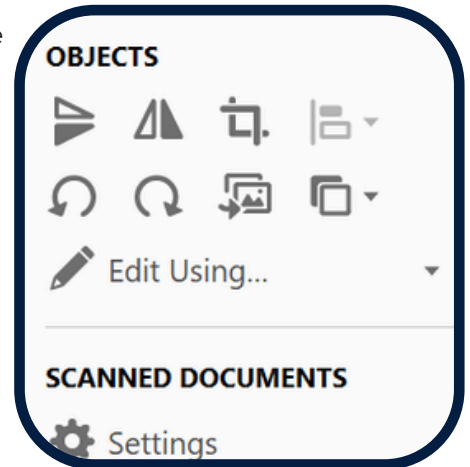 e
OBJECTS
Edit Using...
SCANNED DOCUMENTS
Settings